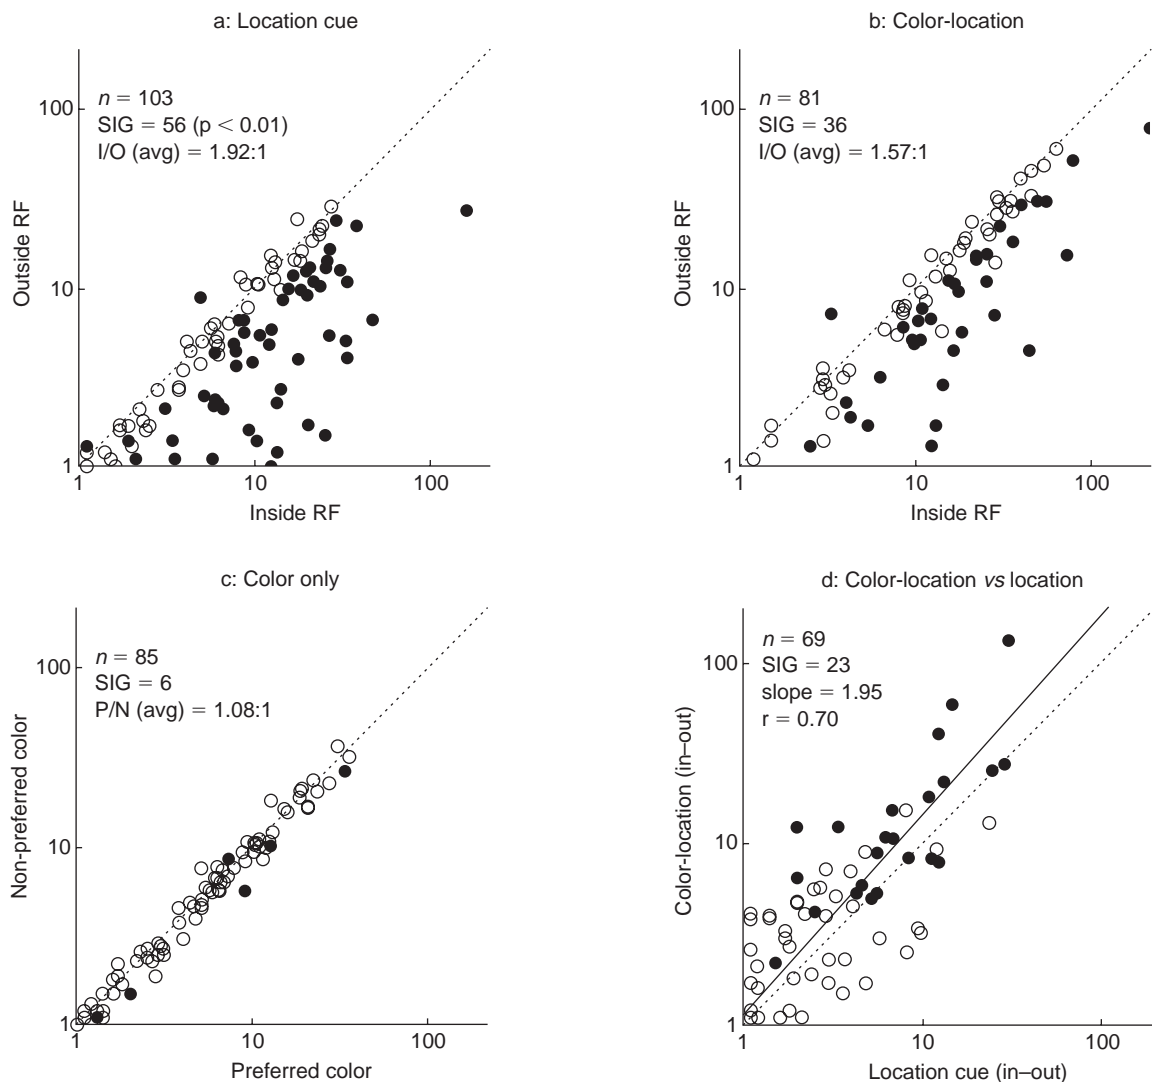 a: Location cue
n = 103
SIG = 56 (p < 0.01)
I/O (avg) = 1.92:1
100
10
1
1
10
100
Outside RF
Inside RF
b: Color-location
n = 81
SIG = 36
I/O (avg) = 1.57:1
100
10
1
1
10
100
Outside RF
Inside RF
c: Color only
n = 85
SIG = 6
P/N (avg) = 1.08:1
100
10
1
1
10
100
Non-preferred color
Preferred color
d: Color-location vs location
n = 69
SIG = 23
slope = 1.95
r = 0.70
100
10
1
1
10
100
Color-location (in–out)
Location cue (in–out)